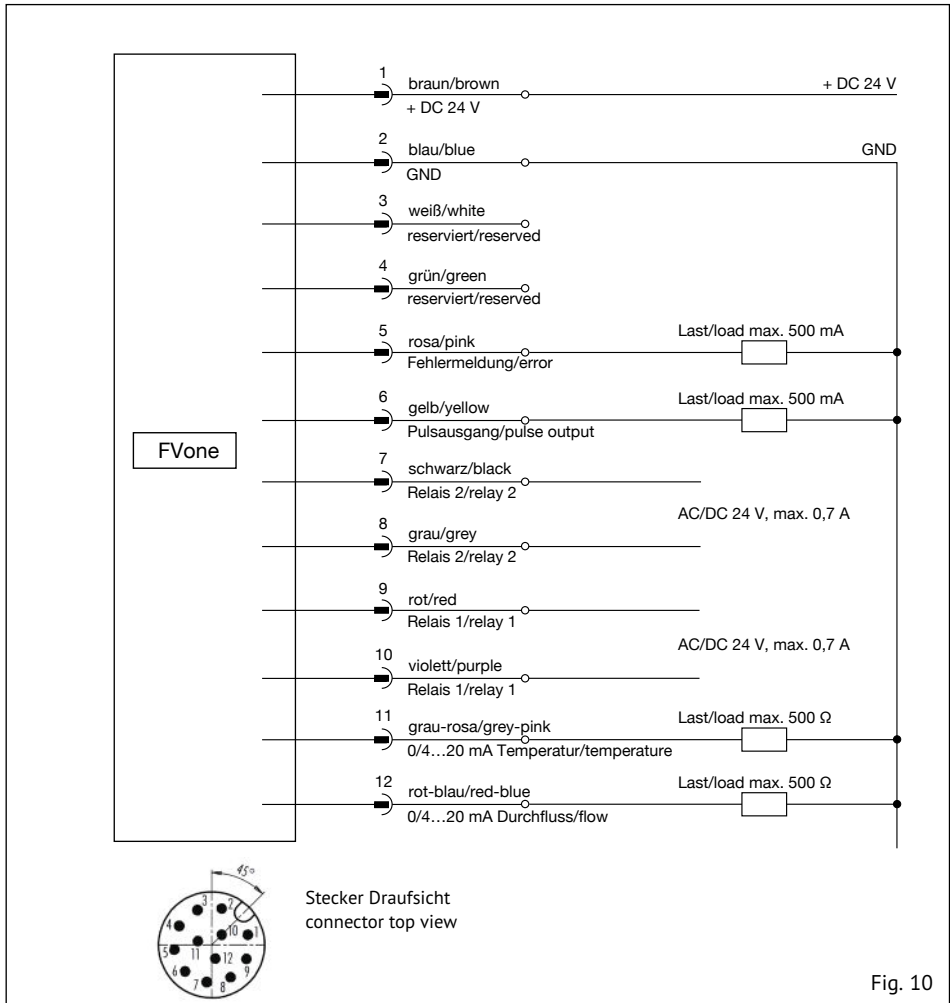 1
braun/brown
+ DC 24 V
+ DC 24 V
2
blau/blue
GND
GND
3
weiß/white
reserviert/reserved
4
grün/green
reserviert/reserved
5
rosa/pink
Last/load max. 500 mA
Fehlermeldung/error
6
gelb/yellow
Last/load max. 500 mA
Pulsausgang/pulse output
FVone
7
schwarz/black
Relais 2/relay 2
AC/DC 24 V, max. 0,7 A
8
grau/grey
Relais 2/relay 2
9
rot/red
Relais 1/relay 1
AC/DC 24 V, max. 0,7 A
10
violett/purple
Relais 1/relay 1
11
grau-rosa/grey-pink
Last/load max. 500 Ω
0/4…20 mA Temperatur/temperature
12
rot-blau/red-blue
Last/load max. 500 Ω
0/4…20 mA Durchfluss/flow
45°
3 2
4 10 1
5 11
12
6 9
7 8
Stecker Draufsicht
connector top view
Fig. 10